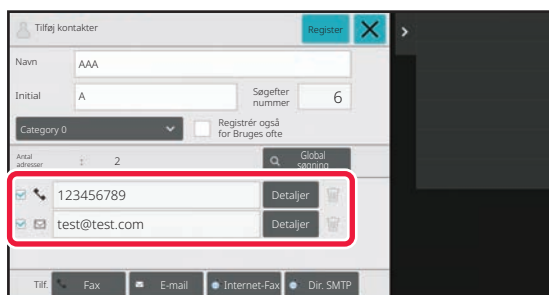 Tilføj kontakter
Register
Navn
AAA
Initial
A
Søgefter
nummer
6
Category 0
Registrér også
for Bruges ofte
Antal
adresser
:
2
Global
søgning
123456789
Detaljer
test@test.com
Detaljer
Tilf.
Fax
E-mail
Internet-Fax
Dir. SMTP